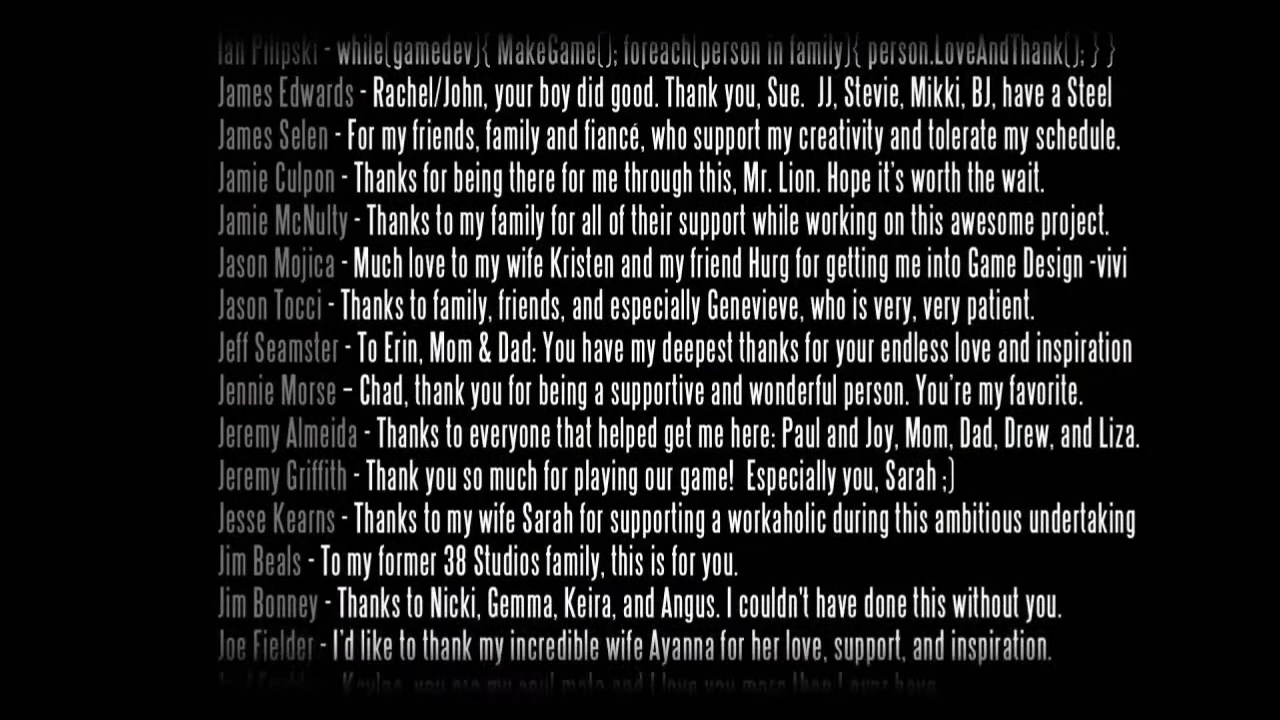 Ian Pilipski - while(gamedev){ MakeGame(); foreach(person in family){ person.LoveAndThank(); } }
James Edwards - Rachel/John, your boy did good. Thank you, Sue.  JJ, Stevie, Mikki, BJ, have a Steel
James Selen - For my friends, family and fiancé, who support my creativity and tolerate my schedule.
Jamie Culpon - Thanks for being there for me through this, Mr. Lion. Hope it's worth the wait.
Jamie McNulty - Thanks to my family for all of their support while working on this awesome project.
Jason Mojica - Much love to my wife Kristen and my friend Hurg for getting me into Game Design -vivi
Jason Tocci - Thanks to family, friends, and especially Genevieve, who is very, very patient.
Jeff Seamster - To Erin, Mom & Dad: You have my deepest thanks for your endless love and inspiration
Jennie Morse – Chad, thank you for being a supportive and wonderful person. You're my favorite.
Jeremy Almeida - Thanks to everyone that helped get me here: Paul and Joy, Mom, Dad, Drew, and Liza.
Jeremy Griffith - Thank you so much for playing our game!  Especially you, Sarah ;)
Jesse Kearns - Thanks to my wife Sarah for supporting a workaholic during this ambitious undertaking
Jim Beals - To my former 38 Studios family, this is for you.
Jim Bonney - Thanks to Nicki, Gemma, Keira, and Angus. I couldn't have done this without you.
Joe Fielder - I'd like to thank my incredible wife Ayanna for her love, support, and inspiration.
you are my soul mate and I love you more than I ever have